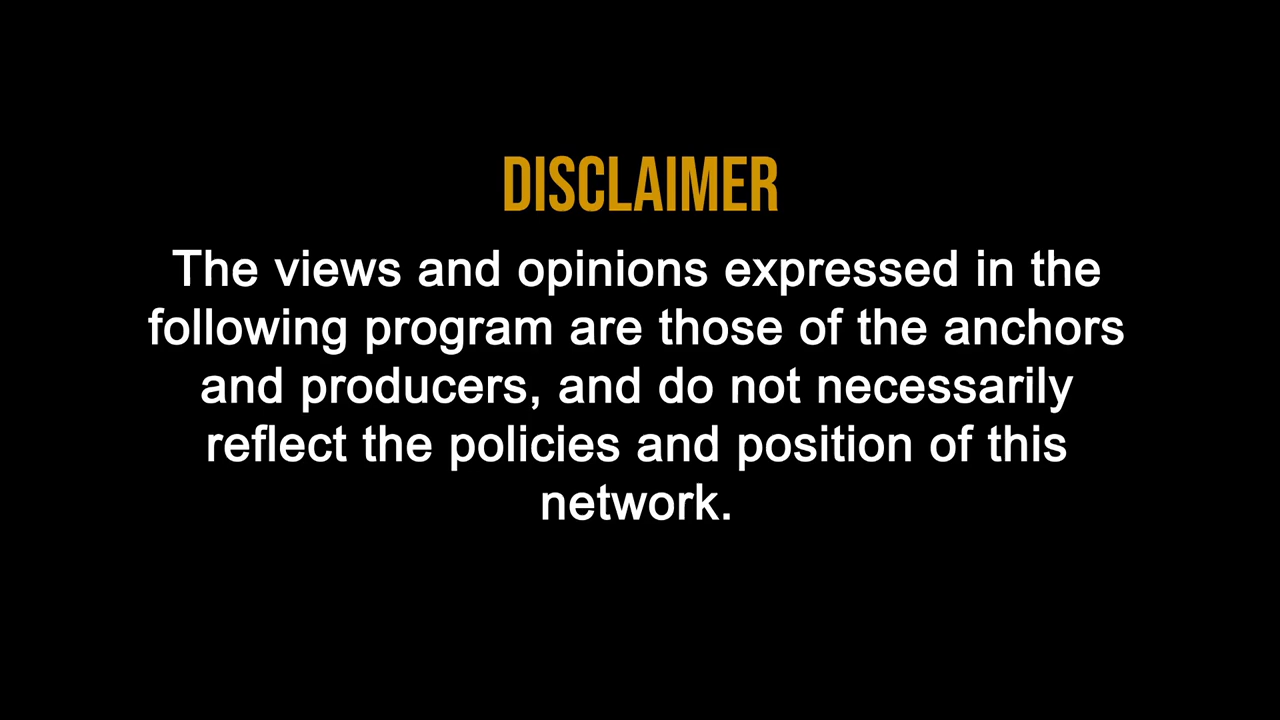 DISCLAIMER
The views and opinions expressed in the
following program are those of the anchors
and producers, and do not necessarily
reflect the policies and position of this
network.